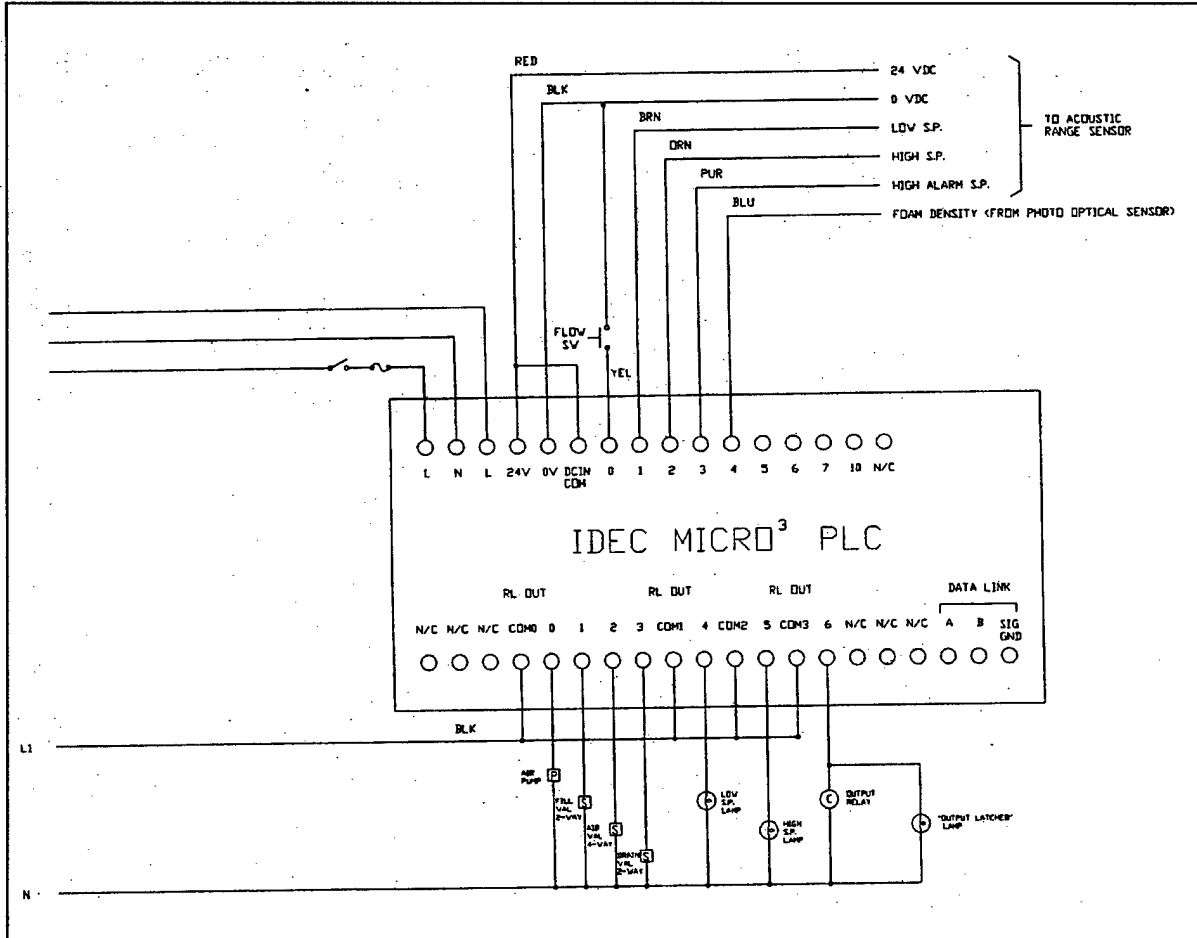 RED
24 VDC
BLK
0 VDC
BRN
LOW S.P.
TO ACOUSTIC
RANGE SENSOR
ORN
HIGH S.P.
PUR
HIGH ALARM S.P.
BLU
FOAM DENSITY (FROM PHOTO OPTICAL SENSOR)
FLOW
SW
YEL
L N L 24V 0V DCIN COM 0 1 2 3 4 5 6 7 10 N/C
IDEC MICRO³ PLC
RL OUT RL OUT RL OUT DATA LINK
N/C N/C N/C COM0 0 1 2 3 COM1 4 COM2 5 COM3 6 N/C N/C N/C A B SIG GND
BLK
L1
AIR
PUMP
P
FILL
VAL
2-WAY
S
AIR
VAL
4-WAY
S
DRAIN
VAL
2-WAY
S
LOW
S.P.
LAMP
HIGH
S.P.
LAMP
C
OUTPUT
RELAY
"OUTPUT LATCHED"
LAMP
N